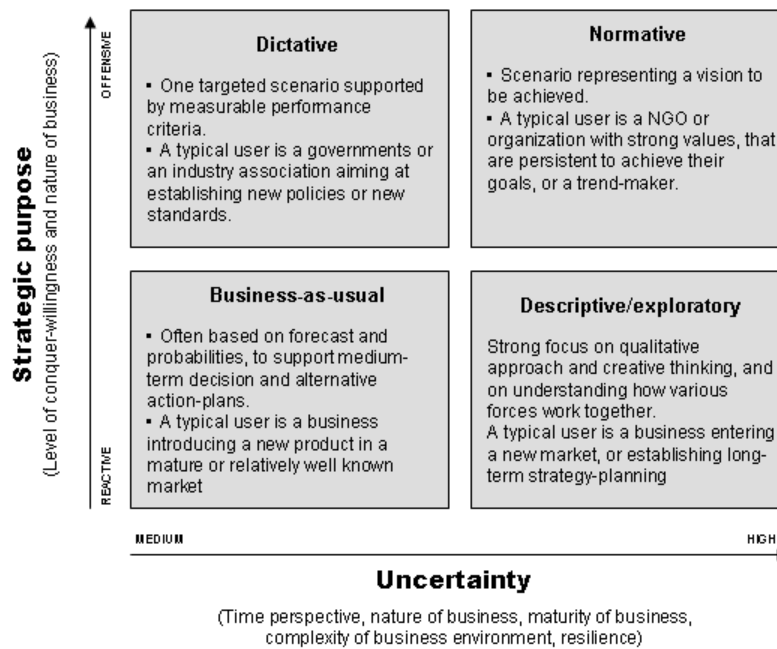 Strategic purpose
(Level of conquer-willingness and nature of business)
OFFENSIVE
REACTIVE
Dictative
▪ One targeted scenario supported
by measurable performance
criteria.
▪ A typical user is a governments or
an industry association aiming at
establishing new policies or new
standards.
Normative
▪ Scenario representing a vision to
be achieved.
▪ A typical user is a NGO or
organization with strong values, that
are persistent to achieve their
goals, or a trend-maker.
Business-as-usual
▪ Often based on forecast and
probabilities, to support medium-
term decision and alternative
action-plans.
▪ A typical user is a business
introducing a new product in a
mature or relatively well known
market
Descriptive/exploratory
Strong focus on qualitative
approach and creative thinking, and
on understanding how various
forces work together.
A typical user is a business entering
a new market, or establishing long-
term strategy-planning
MEDIUM
HIGH
Uncertainty
(Time perspective, nature of business, maturity of business,
complexity of business environment, resilience)